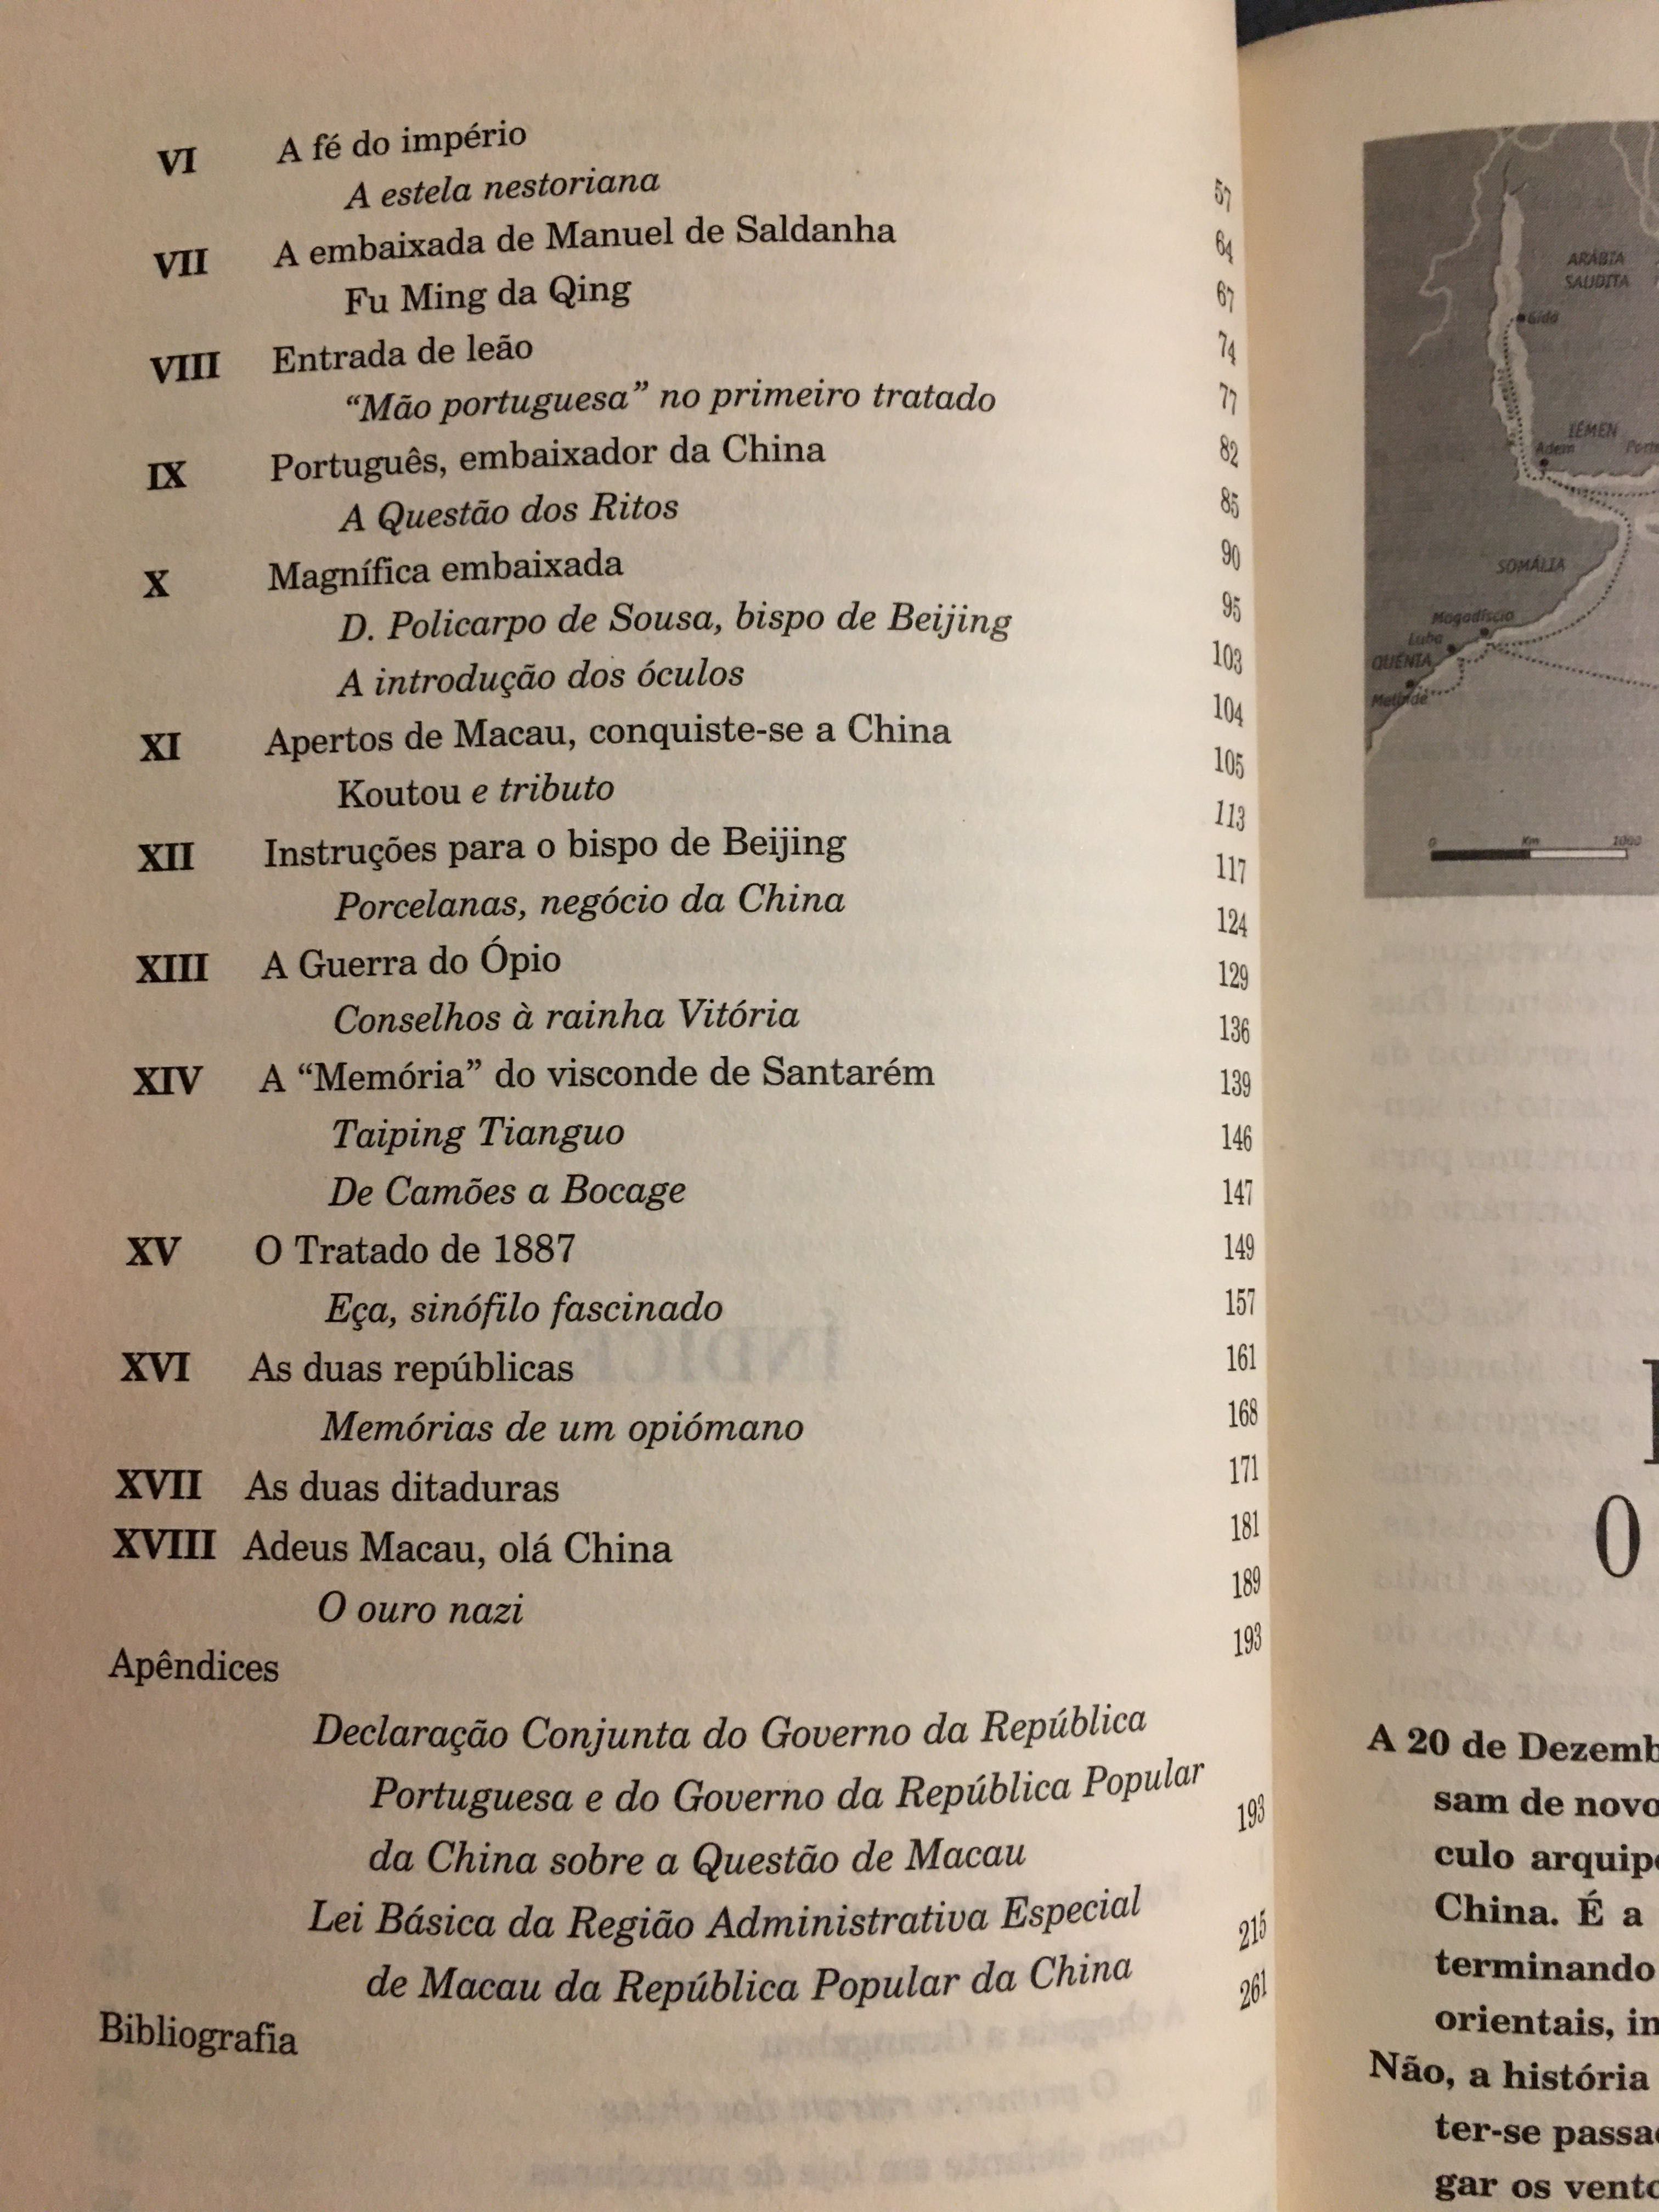 VI A fé do império 57
A estela nestoriana 64
VII A embaixada de Manuel de Saldanha 67
Fu Ming da Qing 74
VIII Entrada de leão 77
“Mão portuguesa” no primeiro tratado 82
IX Português, embaixador da China 85
A Questão dos Ritos 90
X Magnífica embaixada 95
D. Policarpo de Sousa, bispo de Beijing 103
A introdução dos óculos 104
XI Apertos de Macau, conquiste-se a China 105
Koutou e tributo 113
XII Instruções para o bispo de Beijing 117
Porcelanas, negócio da China 124
XIII A Guerra do Ópio 129
Conselhos à rainha Vitória 136
XIV A “Memória” do visconde de Santarém 139
Taiping Tianguo 146
De Camões a Bocage 147
XV O Tratado de 1887 149
Eça, sinófilo fascinado 157
XVI As duas repúblicas 161
Memórias de um opiómano 168
XVII As duas ditaduras 171
XVIII Adeus Macau, olá China 181
O ouro nazi 189
Apêndices 193
Declaração Conjunta do Governo da República
Portuguesa e do Governo da República Popular
da China sobre a Questão de Macau 193
Lei Básica da Região Administrativa Especial
de Macau da República Popular da China 215
Bibliografia 261
ARÁBIA
SAUDITA
Gida
IÉMEN
Adem
SOMÁLIA
Mogadíscio
QUÉNIA
Melinde
0 Km 1000
O
A 20 de Dezemb
sam de novo
culo arquip
China. É a
terminando
orientais, in
Não, a história
ter-se passa
gar os vento